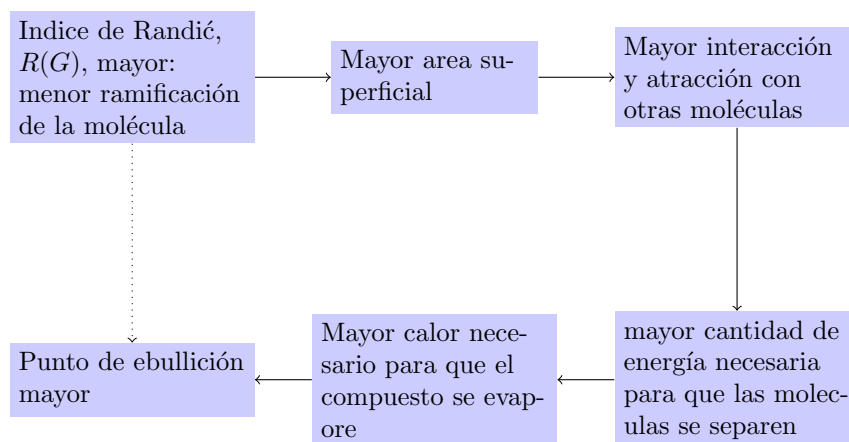 Indice de Randić,
R(G), mayor:
menor ramificación
de la molécula
Mayor area su-
perficial
Mayor interacción
y atracción con
otras moléculas
mayor cantidad de
energía necesaria
para que las molec-
ulas se separen
Mayor calor nece-
sario para que el
compuesto se evap-
ore
Punto de ebullición
mayor